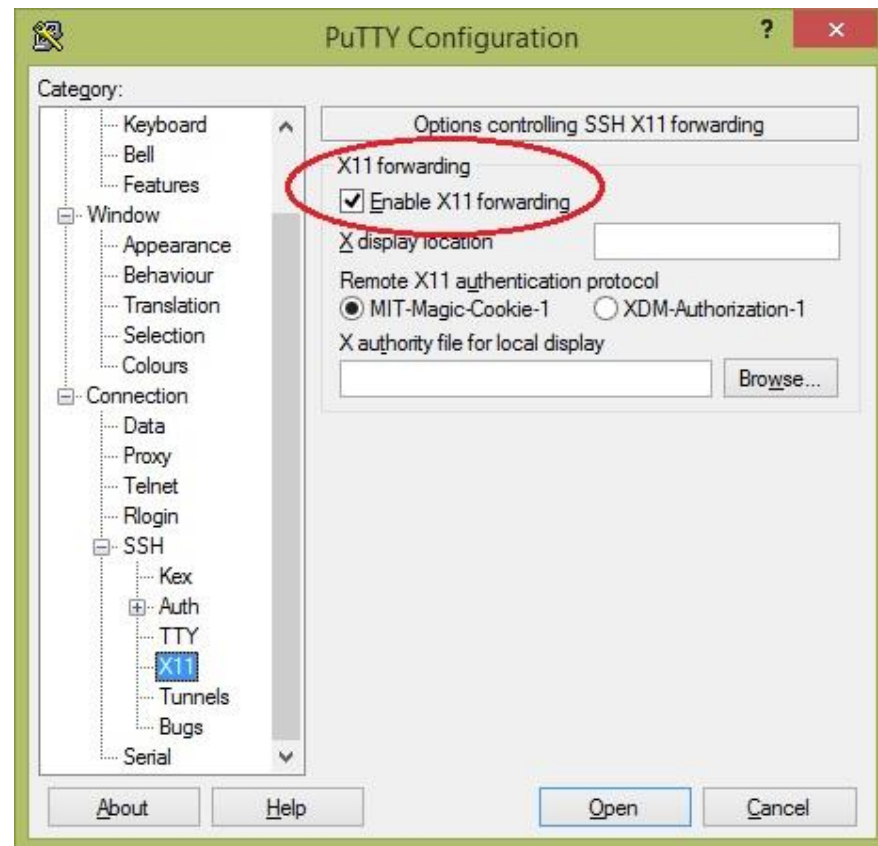 PuTTY Configuration
?
×
Category:
Keyboard
Bell
Features
Window
Appearance
Behaviour
Translation
Selection
Colours
Connection
Data
Proxy
Telnet
Rlogin
SSH
Kex
Auth
TTY
X11
Tunnels
Bugs
Serial
Options controlling SSH X11 forwarding
X11 forwarding
Enable X11 forwarding
X display location
Remote X11 authentication protocol
MIT-Magic-Cookie-1 XDM-Authorization-1
X authority file for local display
Browse...
About Help Open Cancel